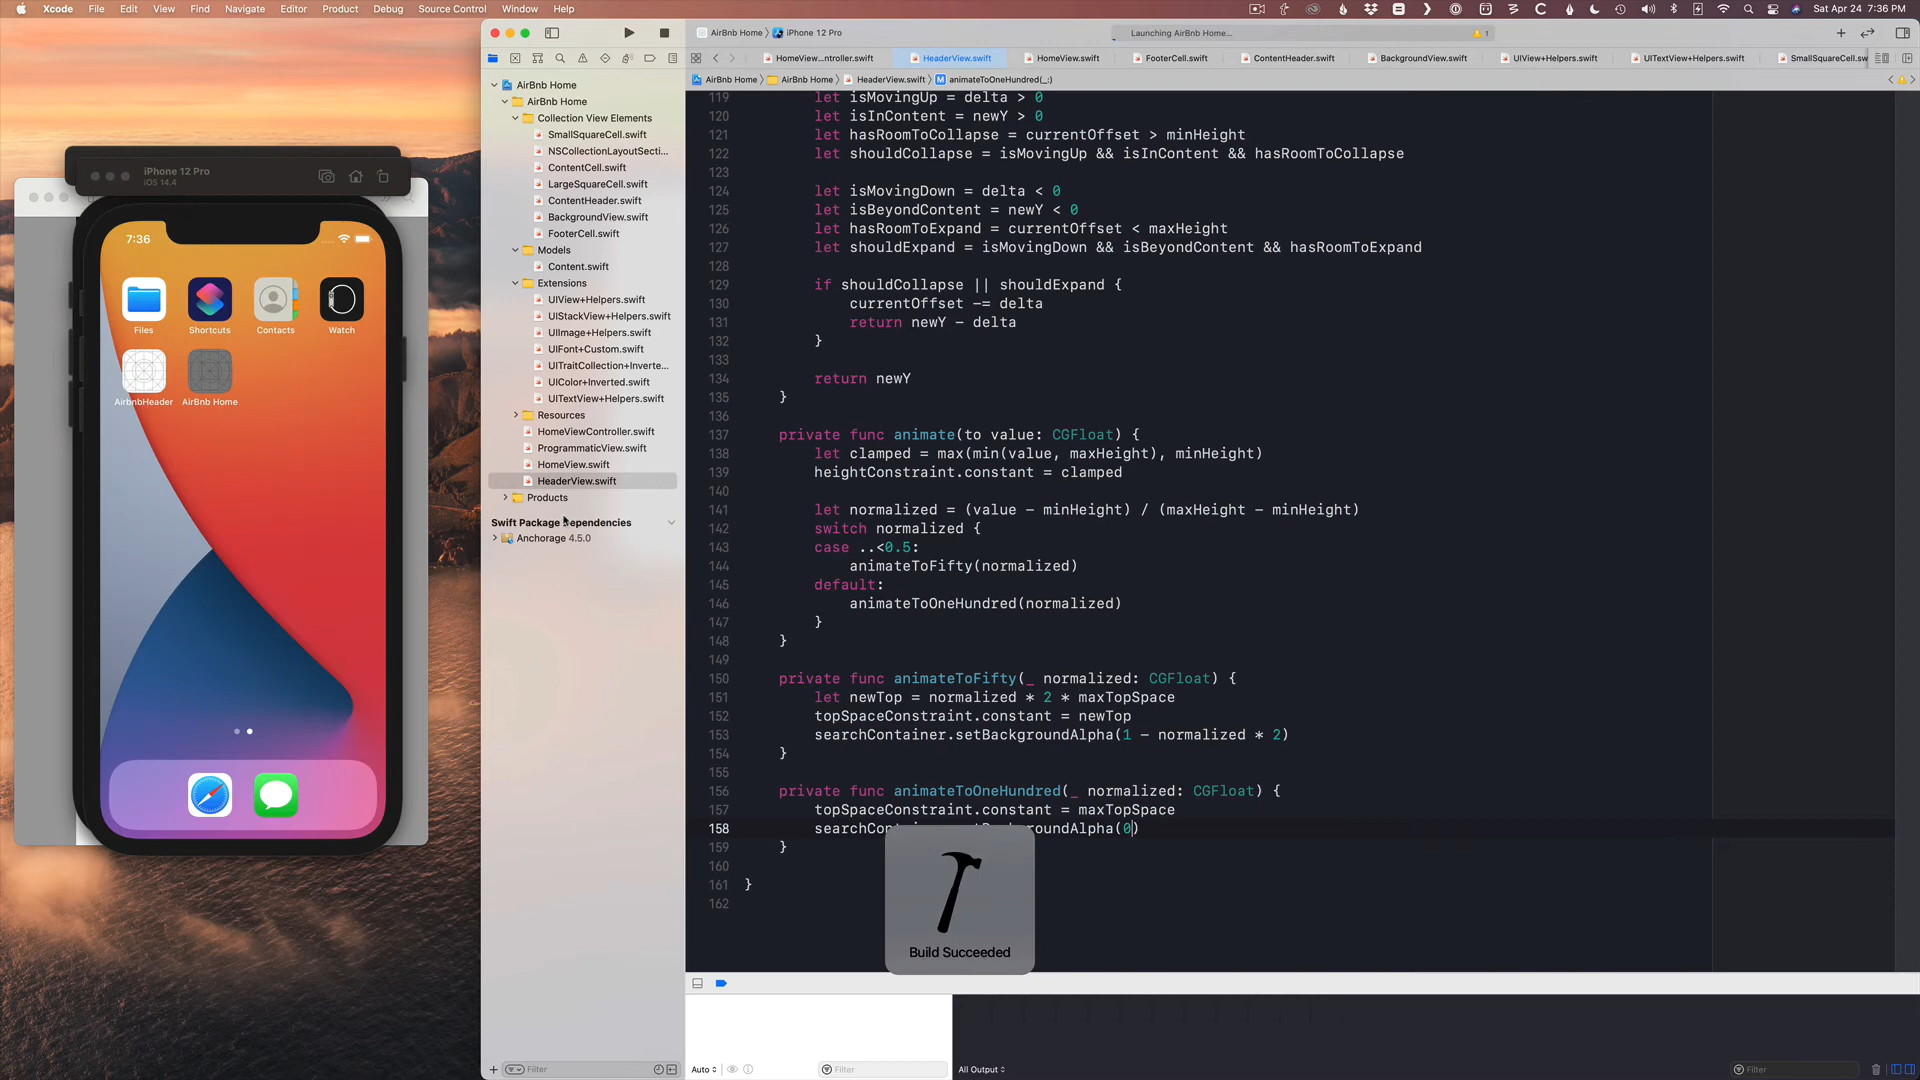 Xcode File Edit View Find Navigate Editor Product Debug Source Control Window Help
Sat Apr 24 7:36 PM
iPhone 12 Pro
iOS 14.4
7:36
Files Shortcuts Contacts Watch
AirbnbHeader AirBnb Home
AirBnb Home
AirBnb Home
Collection View Elements
SmallSquareCell.swift
NSCollectionLayoutSecti...
ContentCell.swift
LargeSquareCell.swift
ContentHeader.swift
BackgroundView.swift
FooterCell.swift
Models
Content.swift
Extensions
UIView+Helpers.swift
UIStackView+Helpers.swift
UIImage+Helpers.swift
UIFont+Custom.swift
UITraitCollection+Inverte...
UIColor+Inverted.swift
UITextView+Helpers.swift
Resources
HomeViewController.swift
ProgrammaticView.swift
HomeView.swift
HeaderView.swift
Products
Swift Package Dependencies
Anchorage 4.5.0
Filter
AirBnb Home iPhone 12 Pro Launching AirBnb Home... 1
HomeView...ntroller.swift HeaderView.swift HomeView.swift FooterCell.swift ContentHeader.swift BackgroundView.swift UIView+Helpers.swift UITextView+Helpers.swift SmallSquareCell.sw
AirBnb Home AirBnb Home HeaderView.swift M animateToOneHundred(_:)
119 let isMovingUp = delta > 0
120 let isInContent = newY > 0
121 let hasRoomToCollapse = currentOffset > minHeight
122 let shouldCollapse = isMovingUp && isInContent && hasRoomToCollapse
123
124 let isMovingDown = delta < 0
125 let isBeyondContent = newY < 0
126 let hasRoomToExpand = currentOffset < maxHeight
127 let shouldExpand = isMovingDown && isBeyondContent && hasRoomToExpand
128
129 if shouldCollapse || shouldExpand {
130 currentOffset -= delta
131 return newY - delta
132 }
133
134 return newY
135 }
136
137 private func animate(to value: CGFloat) {
138 let clamped = max(min(value, maxHeight), minHeight)
139 heightConstraint.constant = clamped
140
141 let normalized = (value - minHeight) / (maxHeight - minHeight)
142 switch normalized {
143 case ..<0.5:
144 animateToFifty(normalized)
145 default:
146 animateToOneHundred(normalized)
147 }
148 }
149
150 private func animateToFifty(_ normalized: CGFloat) {
151 let newTop = normalized * 2 * maxTopSpace
152 topSpaceConstraint.constant = newTop
153 searchContainer.setBackgroundAlpha(1 - normalized * 2)
154 }
155
156 private func animateToOneHundred(_ normalized: CGFloat) {
157 topSpaceConstraint.constant = maxTopSpace
158 searchCont roundAlpha(0)
159 }
160
161 }
162
Build Succeeded
Auto Filter All Output Filter